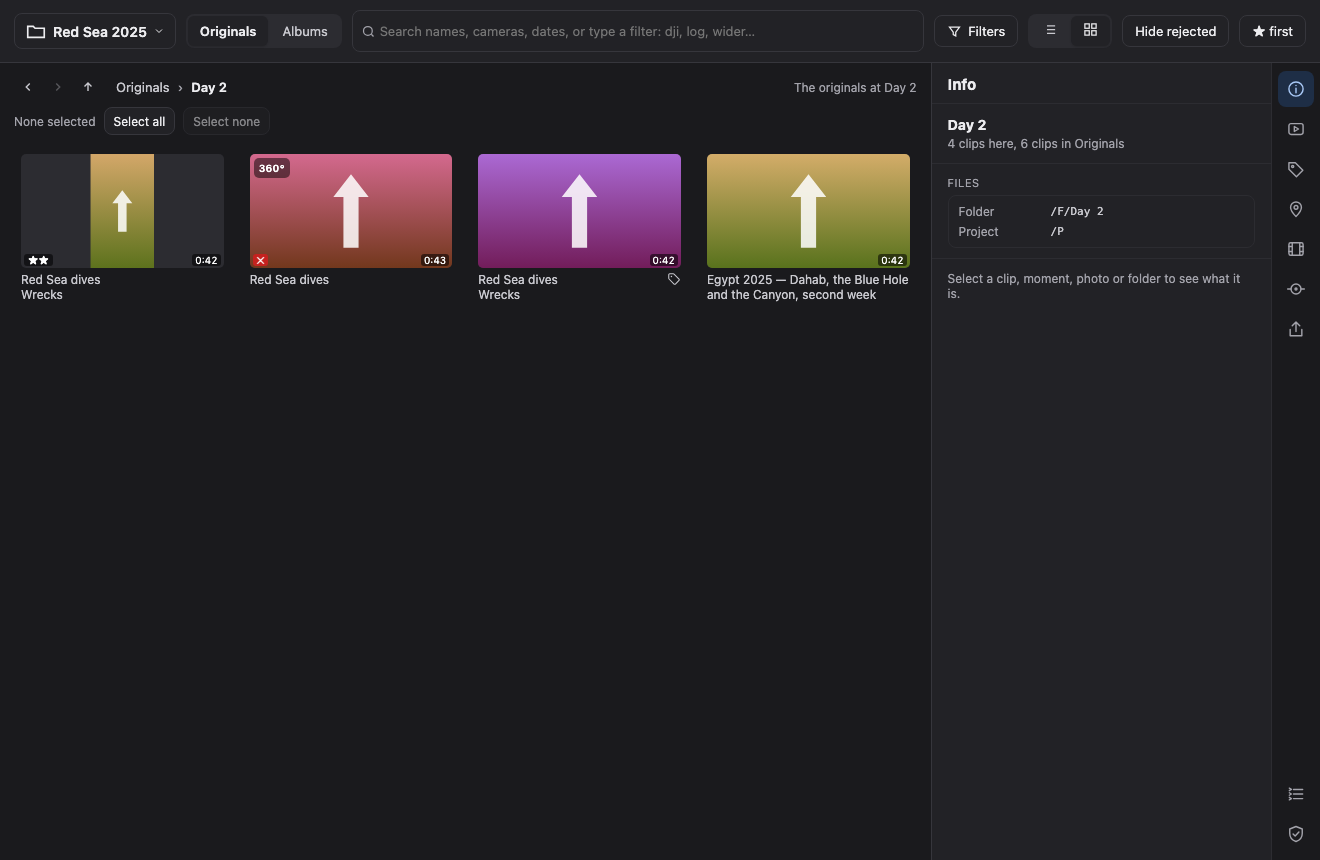 Red Sea 2025
Originals
Albums
Search names, cameras, dates, or type a filter: dji, log, wider...
Filters
Hide rejected
first
Originals › Day 2
The originals at Day 2
None selected
Select all
Select none
0:42
Red Sea dives
Wrecks
360°
0:43
Red Sea dives
0:42
Red Sea dives
Wrecks
0:42
Egypt 2025 — Dahab, the Blue Hole
and the Canyon, second week
Info
Day 2
4 clips here, 6 clips in Originals
FILES
Folder /F/Day 2
Project /P
Select a clip, moment, photo or folder to see what it
is.